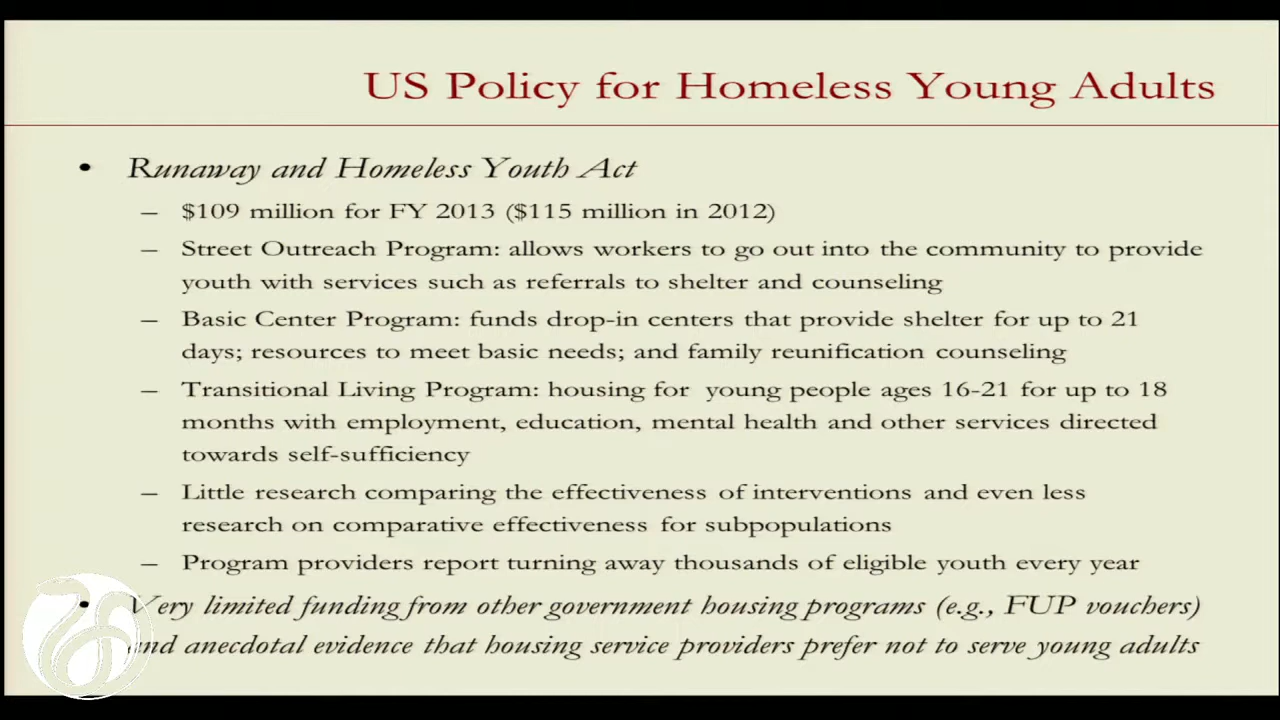 US Policy for Homeless Young Adults
• Runaway and Homeless Youth Act
– $109 million for FY 2013 ($115 million in 2012)
– Street Outreach Program: allows workers to go out into the community to provide
youth with services such as referrals to shelter and counseling
– Basic Center Program: funds drop-in centers that provide shelter for up to 21
days; resources to meet basic needs; and family reunification counseling
– Transitional Living Program: housing for young people ages 16-21 for up to 18
months with employment, education, mental health and other services directed
towards self-sufficiency
– Little research comparing the effectiveness of interventions and even less
research on comparative effectiveness for subpopulations
– Program providers report turning away thousands of eligible youth every year
• Very limited funding from other government housing programs (e.g., FUP vouchers)
and anecdotal evidence that housing service providers prefer not to serve young adults